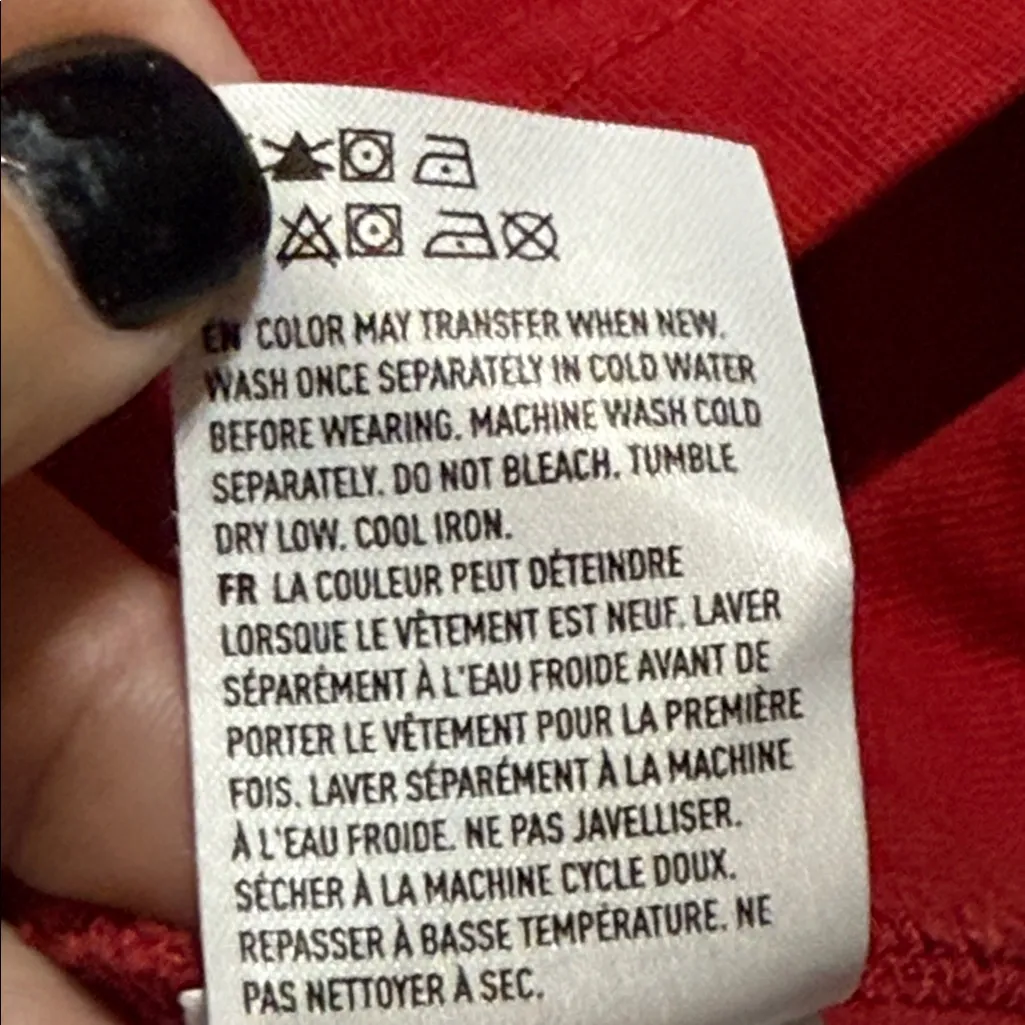 EN COLOR MAY TRANSFER WHEN NEW.
WASH ONCE SEPARATELY IN COLD WATER
BEFORE WEARING. MACHINE WASH COLD
SEPARATELY. DO NOT BLEACH. TUMBLE
DRY LOW. COOL IRON.
FR LA COULEUR PEUT DÉTEINDRE
LORSQUE LE VÊTEMENT EST NEUF. LAVER
SÉPARÉMENT À L'EAU FROIDE AVANT DE
PORTER LE VÊTEMENT POUR LA PREMIÈRE
FOIS. LAVER SÉPARÉMENT À LA MACHINE
À L'EAU FROIDE. NE PAS JAVELLISER.
SÉCHER À LA MACHINE CYCLE DOUX.
REPASSER À BASSE TEMPÉRATURE. NE
PAS NETTOYER À SEC.